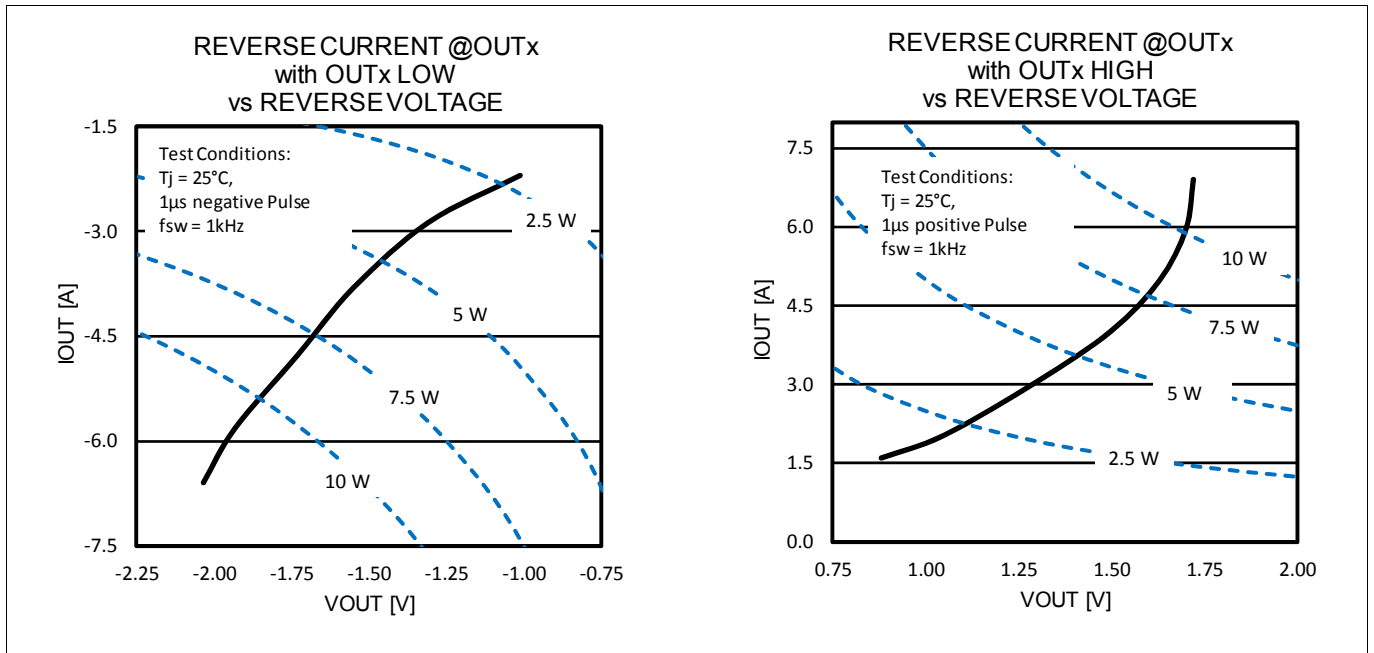 REVERSE CURRENT @OUTx
with OUTx LOW
vs REVERSE VOLTAGE
-1.5
-3.0
-4.5
-6.0
-7.5
IOUT [A]
Test Conditions:
Tj = 25°C,
1µs negative Pulse
fsw = 1kHz
2.5 W
5 W
7.5 W
10 W
-2.25 -2.00 -1.75 -1.50 -1.25 -1.00 -0.75
VOUT [V]
REVERSE CURRENT @OUTx
with OUTx HIGH
vs REVERSE VOLTAGE
7.5
6.0
4.5
3.0
1.5
0.0
IOUT [A]
Test Conditions:
Tj = 25°C,
1µs positive Pulse
fsw = 1kHz
10 W
7.5 W
5 W
2.5 W
0.75 1.00 1.25 1.50 1.75 2.00
VOUT [V]